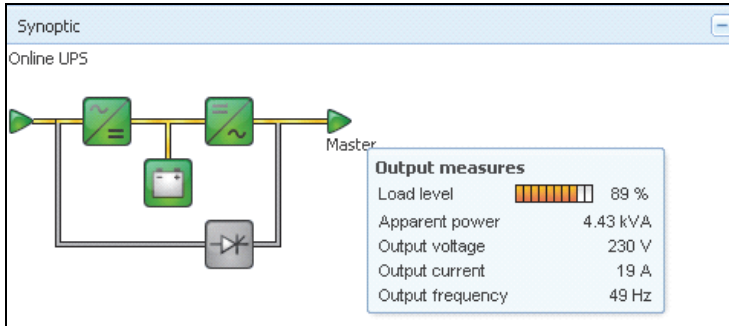 Synoptic
Online UPS
Master
Output measures
Load level 89 %
Apparent power 4.43 kVA
Output voltage 230 V
Output current 19 A
Output frequency 49 Hz